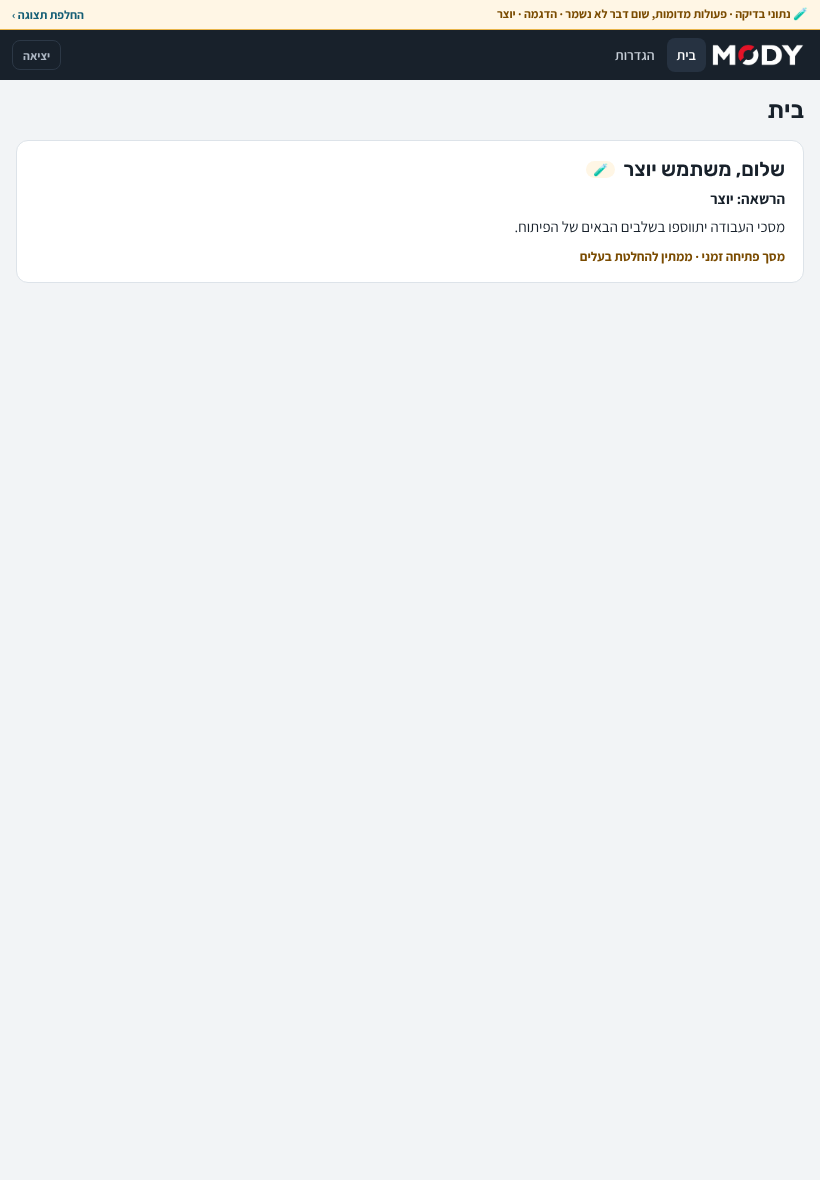 🧪 נתוני בדיקה · פעולות מדומות, שום דבר לא נשמר · הדגמה · יוצר
החלפת תצוגה ›
MODY
בית
הגדרות
יציאה
בית
שלום, משתמש יוצר 🧪
הרשאה: יוצר
מסכי העבודה יתווספו בשלבים הבאים של הפיתוח.
מסך פתיחה זמני · ממתין להחלטת בעלים